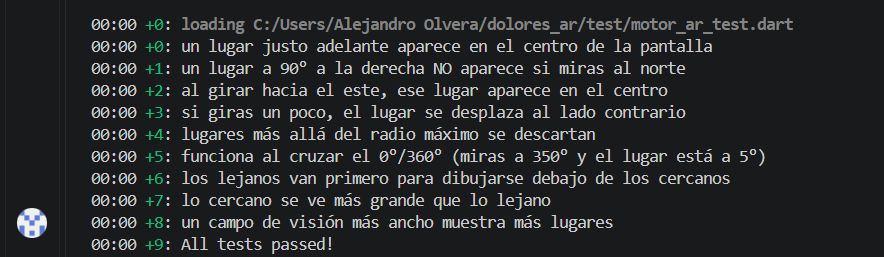 00:00 +0: loading C:/Users/Alejandro Olvera/dolores_ar/test/motor_ar_test.dart
00:00 +0: un lugar justo adelante aparece en el centro de la pantalla
00:00 +1: un lugar a 90° a la derecha NO aparece si miras al norte
00:00 +2: al girar hacia el este, ese lugar aparece en el centro
00:00 +3: si giras un poco, el lugar se desplaza al lado contrario
00:00 +4: lugares más allá del radio máximo se descartan
00:00 +5: funciona al cruzar el 0°/360° (miras a 350° y el lugar está a 5°)
00:00 +6: los lejanos van primero para dibujarse debajo de los cercanos
00:00 +7: lo cercano se ve más grande que lo lejano
00:00 +8: un campo de visión más ancho muestra más lugares
00:00 +9: All tests passed!